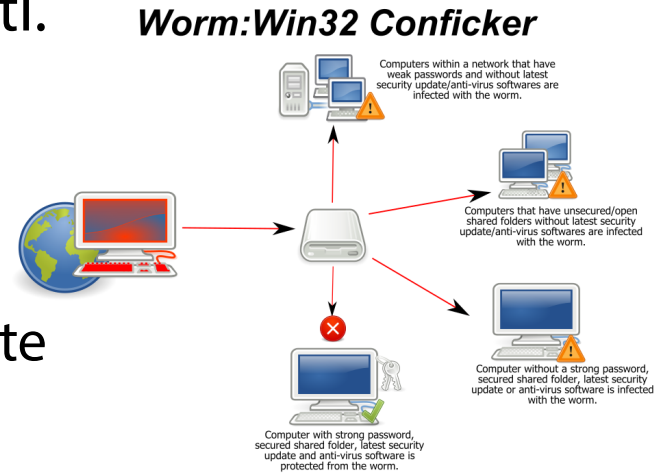 tl.
Worm:Win32 Conficker
Computers within a network that have
weak passwords and without latest
security update/anti-virus softwares are
infected with the worm.
Computers that have unsecured/open
shared folders without latest security
update/anti-virus softwares are infected
with the worm.
te
Computer without a strong password,
secured shared folder, latest security
update or anti-virus software is infected
with the worm.
Computer with strong password,
secured shared folder, latest security
update and anti-virus software is
protected from the worm.